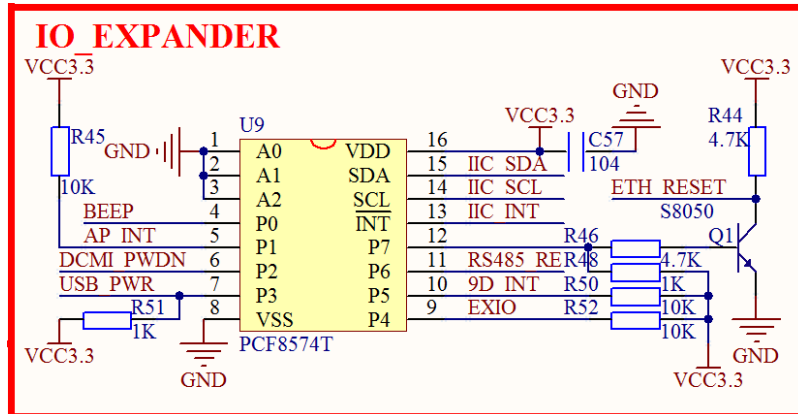 IO_EXPANDER
VCC3.3
VCC3.3
GND
VCC3.3
R45
U9
R44
GND
1
A0
VDD
16
C57
4.7K
2
A1
SDA
15
IIC_SDA
104
10K
3
A2
SCL
14
IIC_SCL
ETH_RESET
BEEP
4
P0
INT
13
IIC_INT
S8050
AP_INT
5
P1
P7
12
R46
Q1
DCMI_PWDN
6
P2
P6
11
RS485_RE
R48
4.7K
USB_PWR
7
P3
P5
10
9D_INT
R50
1K
R51
8
VSS
P4
9
EXIO
R52
10K
1K
10K
VCC3.3
PCF8574T
GND
GND
VCC3.3